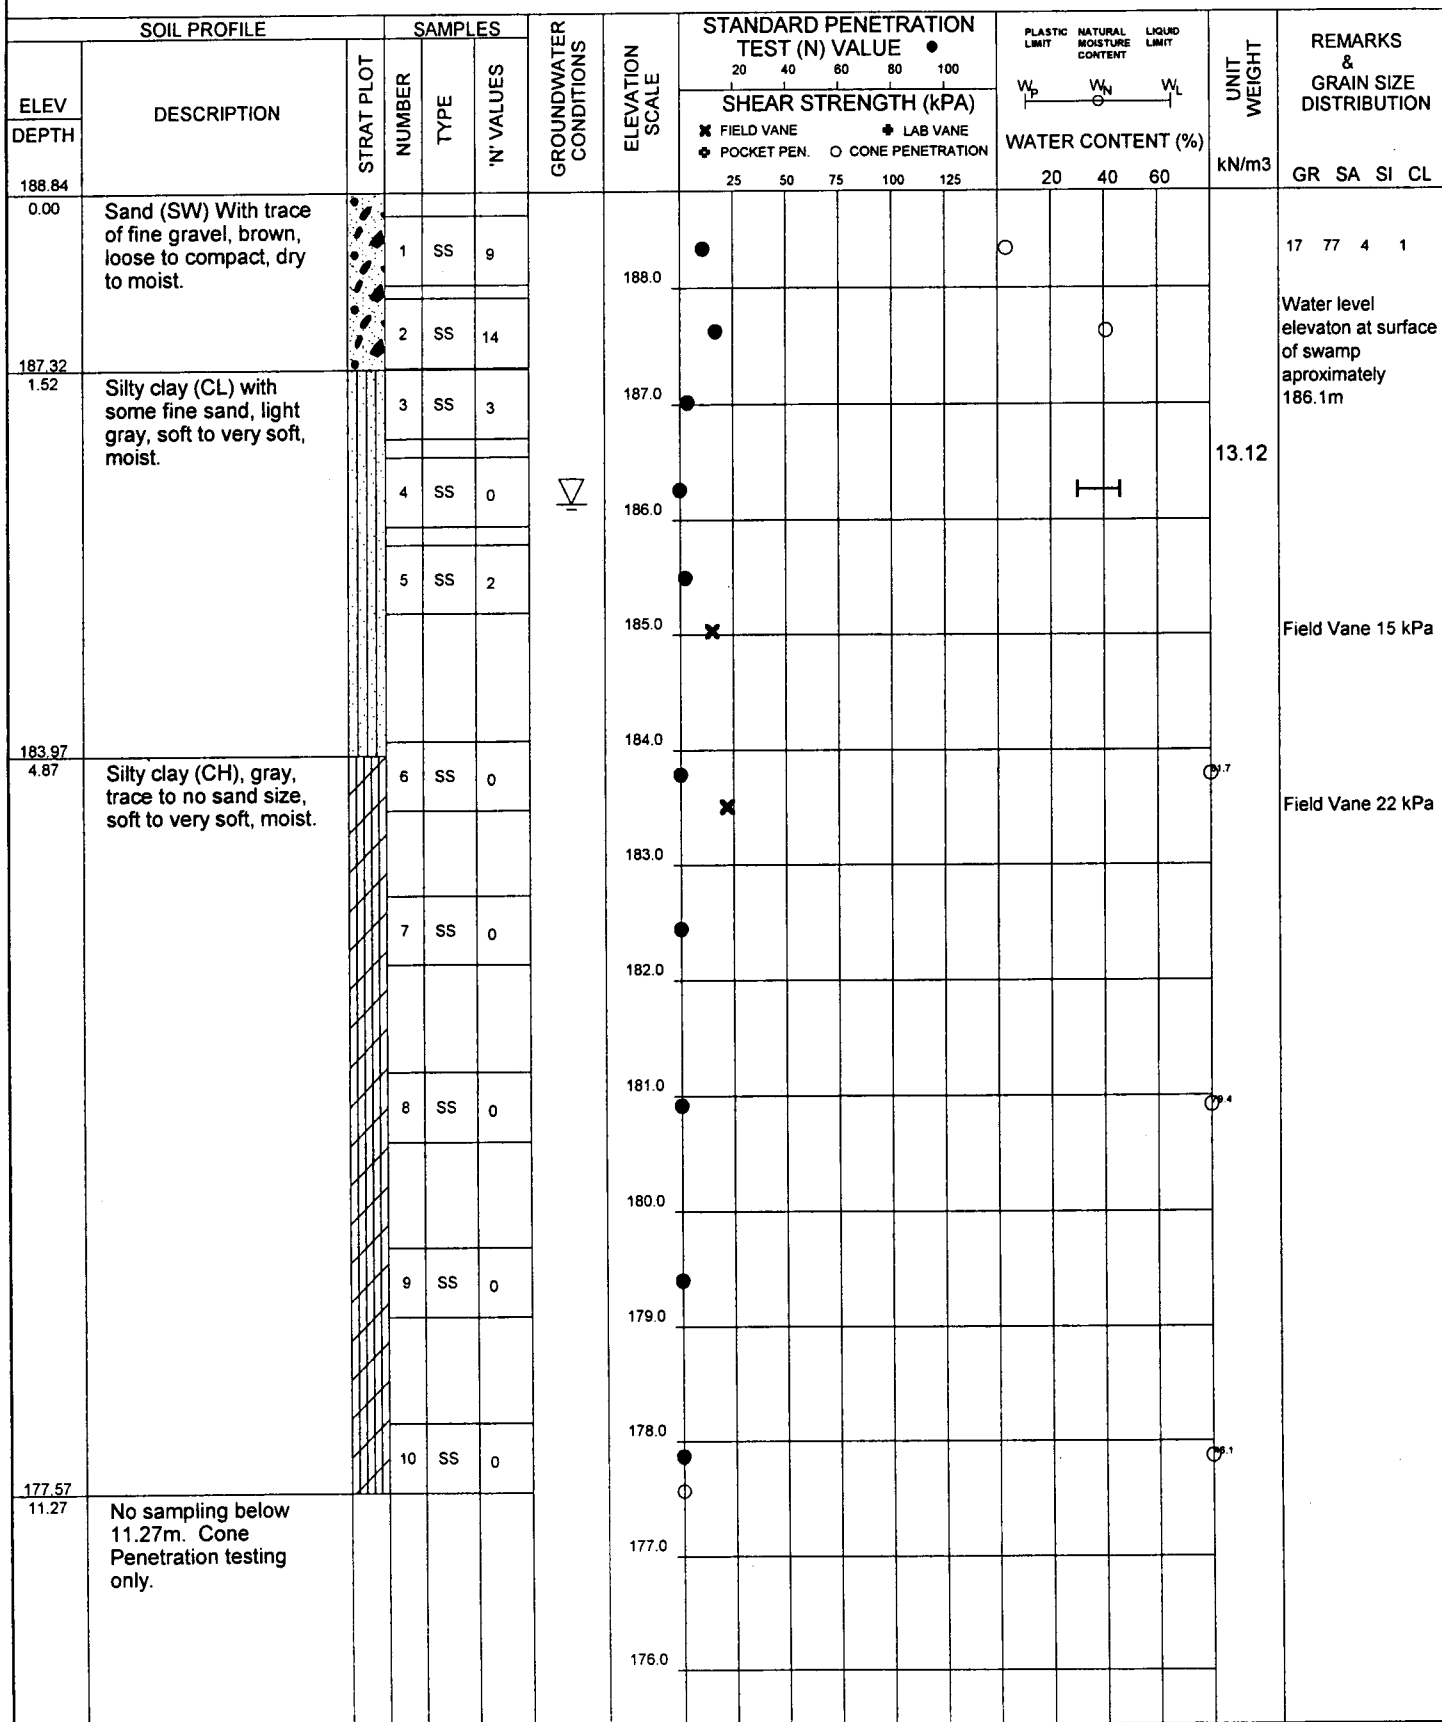 SOIL PROFILE
SAMPLES
ELEV
DEPTH
DESCRIPTION
STRAT PLOT
NUMBER
TYPE
'N' VALUES
GROUNDWATER
CONDITIONS
ELEVATION
SCALE
STANDARD PENETRATION
TEST (N) VALUE ●
20 40 60 80 100
SHEAR STRENGTH (kPA)
FIELD VANE LAB VANE
POCKET PEN. CONE PENETRATION
25 50 75 100 125
PLASTIC NATURAL LIQUID
LIMIT MOISTURE LIMIT
CONTENT
Wp WN WL
WATER CONTENT (%)
20 40 60
UNIT
WEIGHT
kN/m3
REMARKS
&
GRAIN SIZE
DISTRIBUTION
GR SA SI CL
188.84
0.00
Sand (SW) With trace
of fine gravel, brown,
loose to compact, dry
to moist.
1 SS 9
17 77 4 1
188.0
2 SS 14
Water level
elevaton at surface
of swamp
aproximately
186.1m
187.32
1.52
Silty clay (CL) with
some fine sand, light
gray, soft to very soft,
moist.
3 SS 3
187.0
13.12
4 SS 0
186.0
5 SS 2
185.0
Field Vane 15 kPa
184.0
183.97
4.87
Silty clay (CH), gray,
trace to no sand size,
soft to very soft, moist.
6 SS 0
81.7
Field Vane 22 kPa
183.0
7 SS 0
182.0
181.0
8 SS 0
79.4
180.0
9 SS 0
179.0
178.0
10 SS 0
177.57
11.27
No sampling below
11.27m. Cone
Penetration testing
only.
177.0
176.0